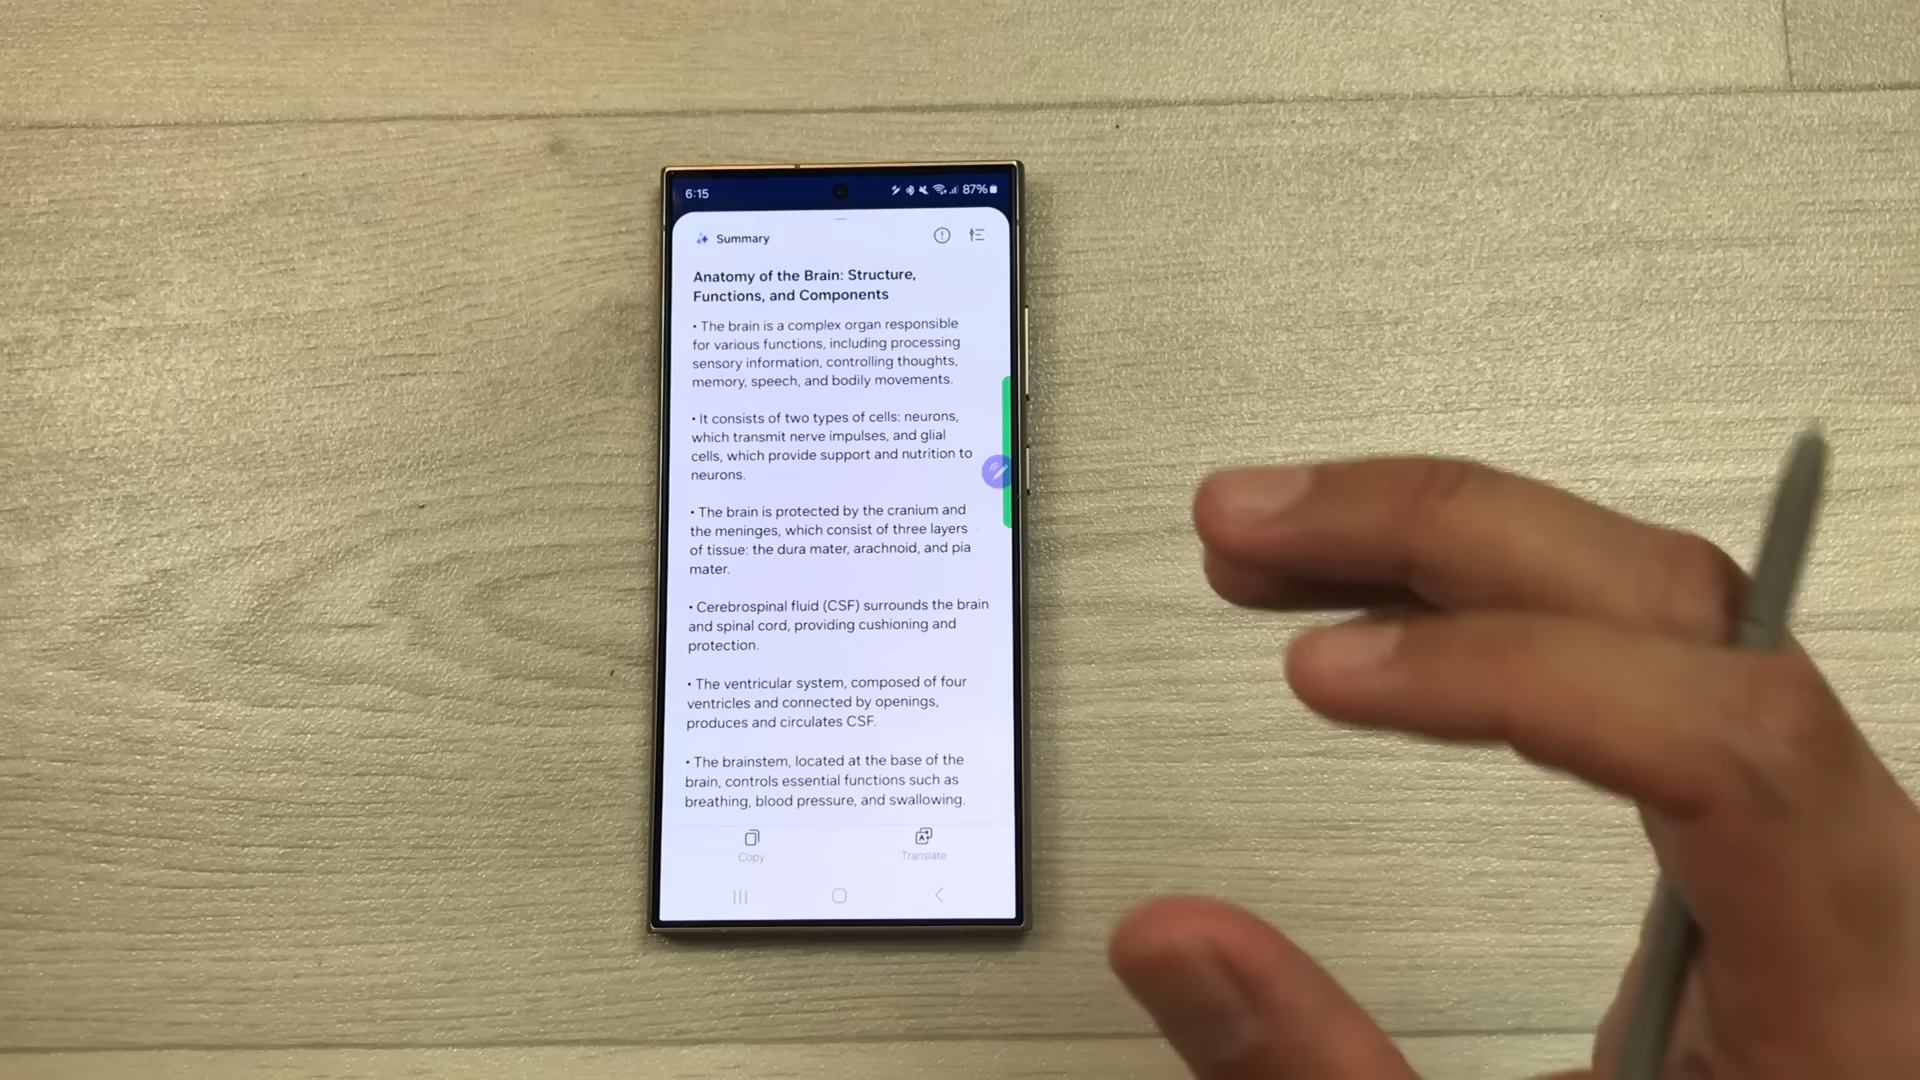 6:15
87%
Summary
Anatomy of the Brain: Structure,
Functions, and Components
• The brain is a complex organ responsible
for various functions, including processing
sensory information, controlling thoughts,
memory, speech, and bodily movements.
• It consists of two types of cells: neurons,
which transmit nerve impulses, and glial
cells, which provide support and nutrition to
neurons.
• The brain is protected by the cranium and
the meninges, which consist of three layers
of tissue: the dura mater, arachnoid, and pia
mater.
• Cerebrospinal fluid (CSF) surrounds the brain
and spinal cord, providing cushioning and
protection.
• The ventricular system, composed of four
ventricles and connected by openings,
produces and circulates CSF.
• The brainstem, located at the base of the
brain, controls essential functions such as
breathing, blood pressure, and swallowing.
Copy
Translate